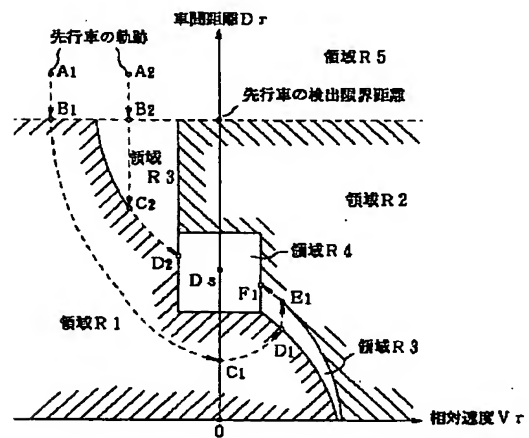 車間距離Dr
先行車の軌跡
A1
A2
領域R5
B1
B2
先行車の検出限界距離
領域
R3
領域R2
C2
D2
領域R4
Ds
F1
E1
領域R1
D1
領域R3
C1
相対速度Vr
0